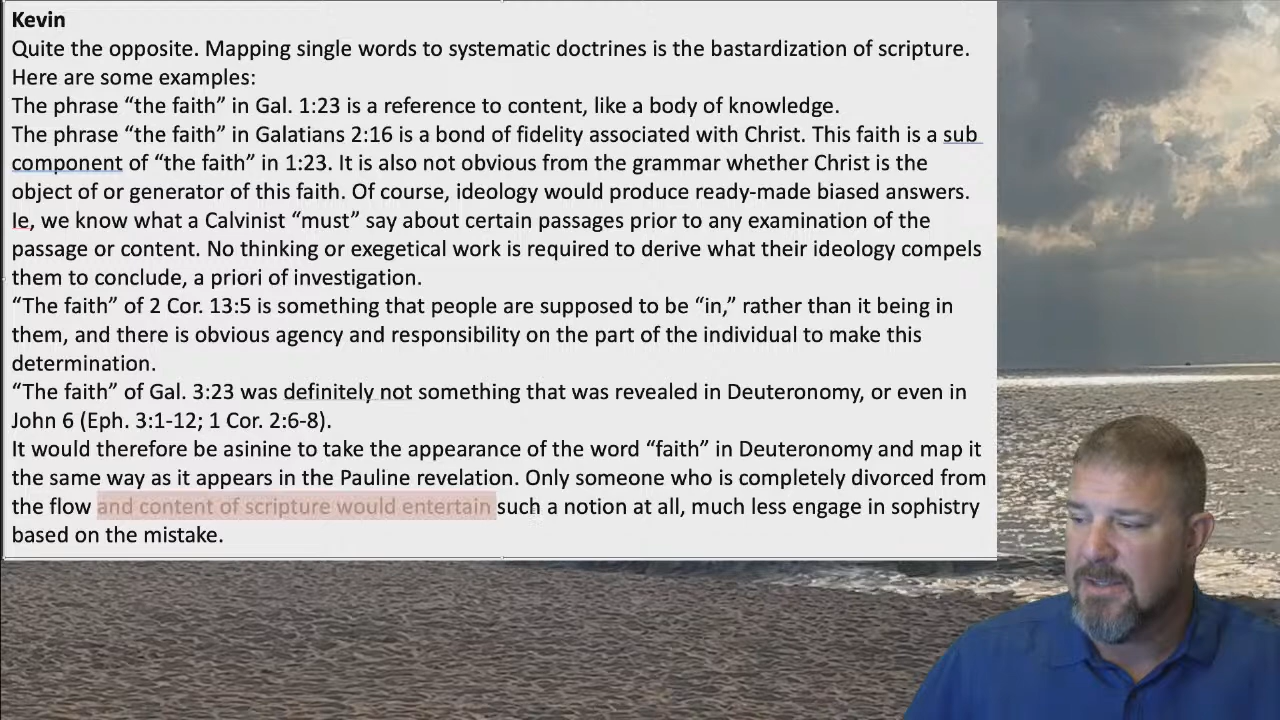 Kevin
Quite the opposite. Mapping single words to systematic doctrines is the bastardization of scripture.
Here are some examples:
The phrase “the faith” in Gal. 1:23 is a reference to content, like a body of knowledge.
The phrase “the faith” in Galatians 2:16 is a bond of fidelity associated with Christ. This faith is a sub
component of “the faith” in 1:23. It is also not obvious from the grammar whether Christ is the
object of or generator of this faith. Of course, ideology would produce ready-made biased answers.
Ie, we know what a Calvinist “must” say about certain passages prior to any examination of the
passage or content. No thinking or exegetical work is required to derive what their ideology compels
them to conclude, a priori of investigation.
“The faith” of 2 Cor. 13:5 is something that people are supposed to be “in,” rather than it being in
them, and there is obvious agency and responsibility on the part of the individual to make this
determination.
“The faith” of Gal. 3:23 was definitely not something that was revealed in Deuteronomy, or even in
John 6 (Eph. 3:1-12; 1 Cor. 2:6-8).
It would therefore be asinine to take the appearance of the word “faith” in Deuteronomy and map it
the same way as it appears in the Pauline revelation. Only someone who is completely divorced from
the flow and content of scripture would entertain such a notion at all, much less engage in sophistry
based on the mistake.